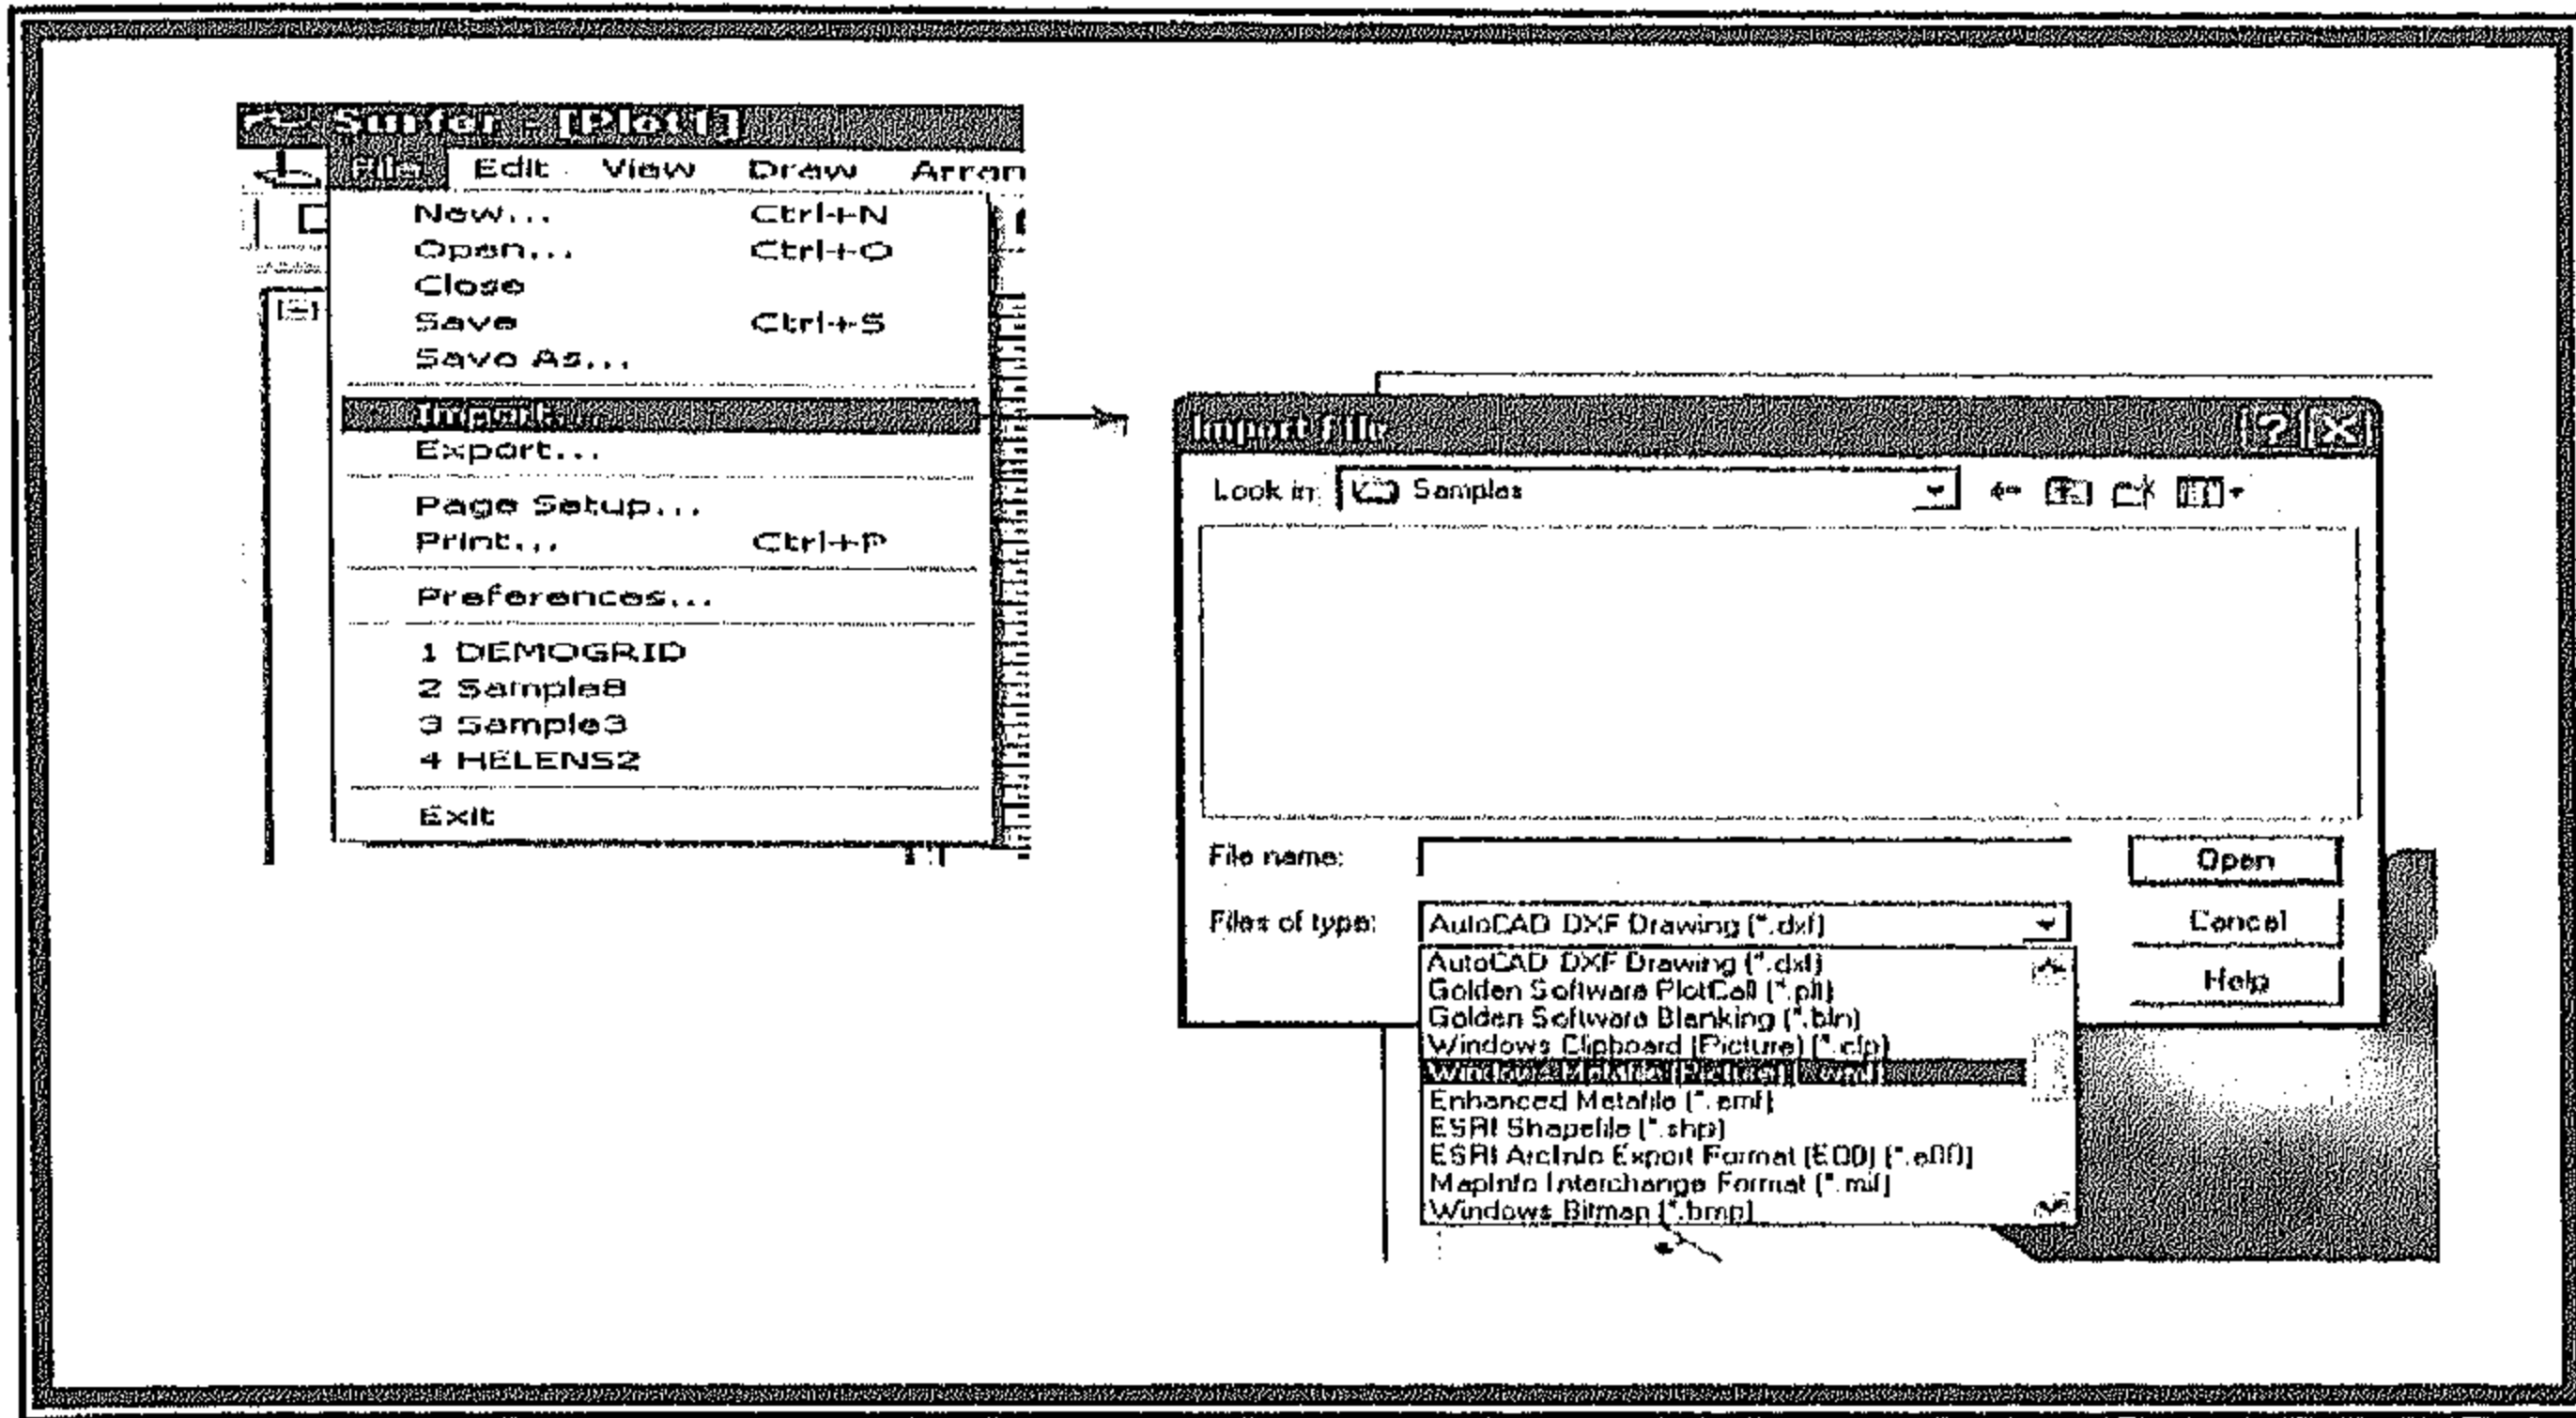 Surfer - [Plot1]
File Edit View Draw Arran
New... Ctrl+N
Open... Ctrl+O
Close
Save Ctrl+S
Save As...
Import...
Export...
Page Setup...
Print... Ctrl+P
Preferences...
1 DEMOGRID
2 Sample8
3 Sample3
4 HELENS2
Exit
Import File
Look in: Samples
File name:
Open
Files of type: AutoCAD DXF Drawing (*.dxf)
Cancel
Help
AutoCAD DXF Drawing (*.dxf)
Golden Software PlotCall (*.plt)
Golden Software Blanking (*.bln)
Windows Clipboard (Picture) (*.clp)
Windows Metafile (Picture) (*.wmf)
Enhanced Metafile (*.emf)
ESRI Shapefile (*.shp)
ESRI ArcInfo Export Format (E00) (*.e00)
MapInfo Interchange Format (*.mif)
Windows Bitmap (*.bmp)